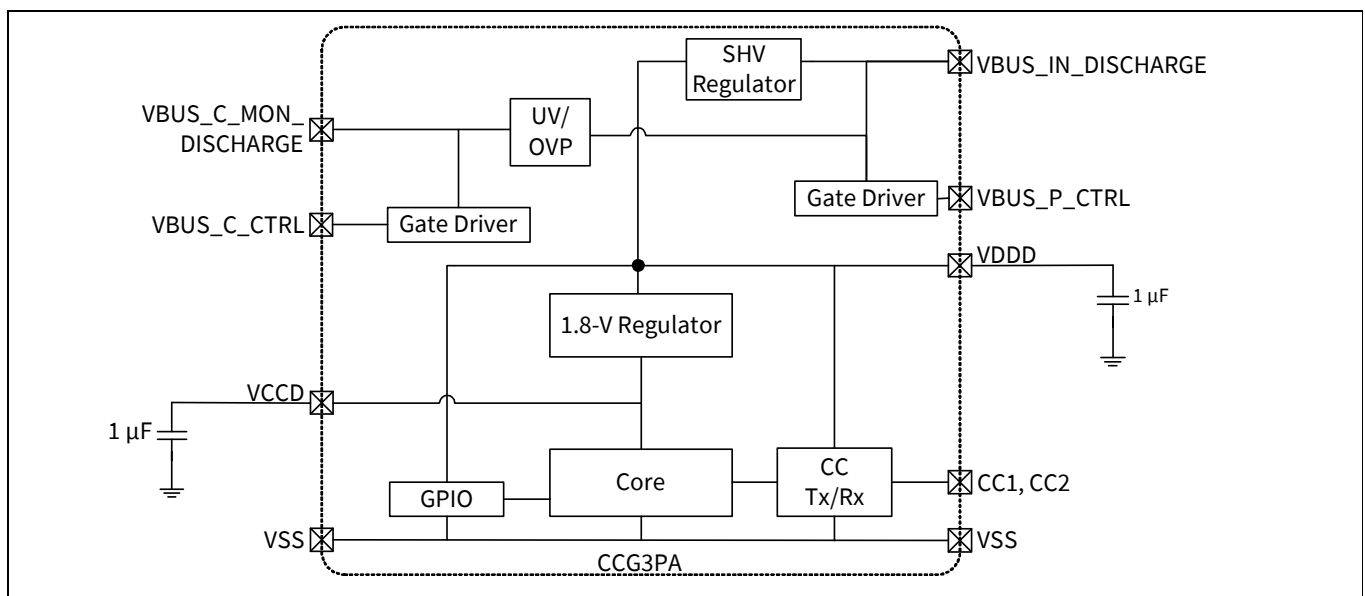 SHV
Regulator
VBUS_IN_DISCHARGE
VBUS_C_MON_
DISCHARGE
UV/
OVP
Gate Driver
VBUS_P_CTRL
VBUS_C_CTRL
Gate Driver
VDDD
1 µF
1.8-V Regulator
VCCD
1 µF
Core
CC
Tx/Rx
CC1, CC2
GPIO
VSS
VSS
CCG3PA